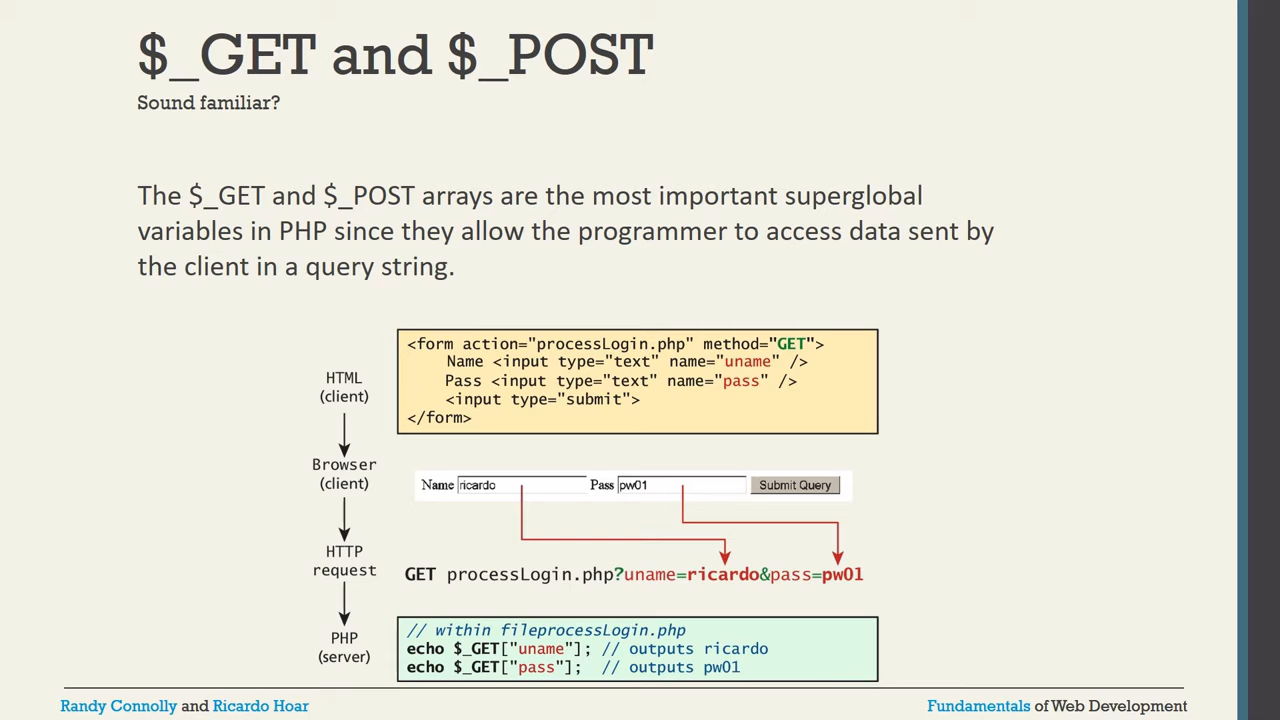 $_GET and $_POST
Sound familiar?
The $_GET and $_POST arrays are the most important superglobal
variables in PHP since they allow the programmer to access data sent by
the client in a query string.
HTML
(client)
<form action="processLogin.php" method="GET">
Name <input type="text" name="uname" />
Pass <input type="text" name="pass" />
<input type="submit">
</form>
Browser
(client)
Name ricardo Pass pw01 Submit Query
HTTP
request
GET processLogin.php?uname=ricardo&pass=pw01
PHP
(server)
// within fileprocessLogin.php
echo $_GET["uname"]; // outputs ricardo
echo $_GET["pass"]; // outputs pw01
Randy Connolly and Ricardo Hoar
Fundamentals of Web Development